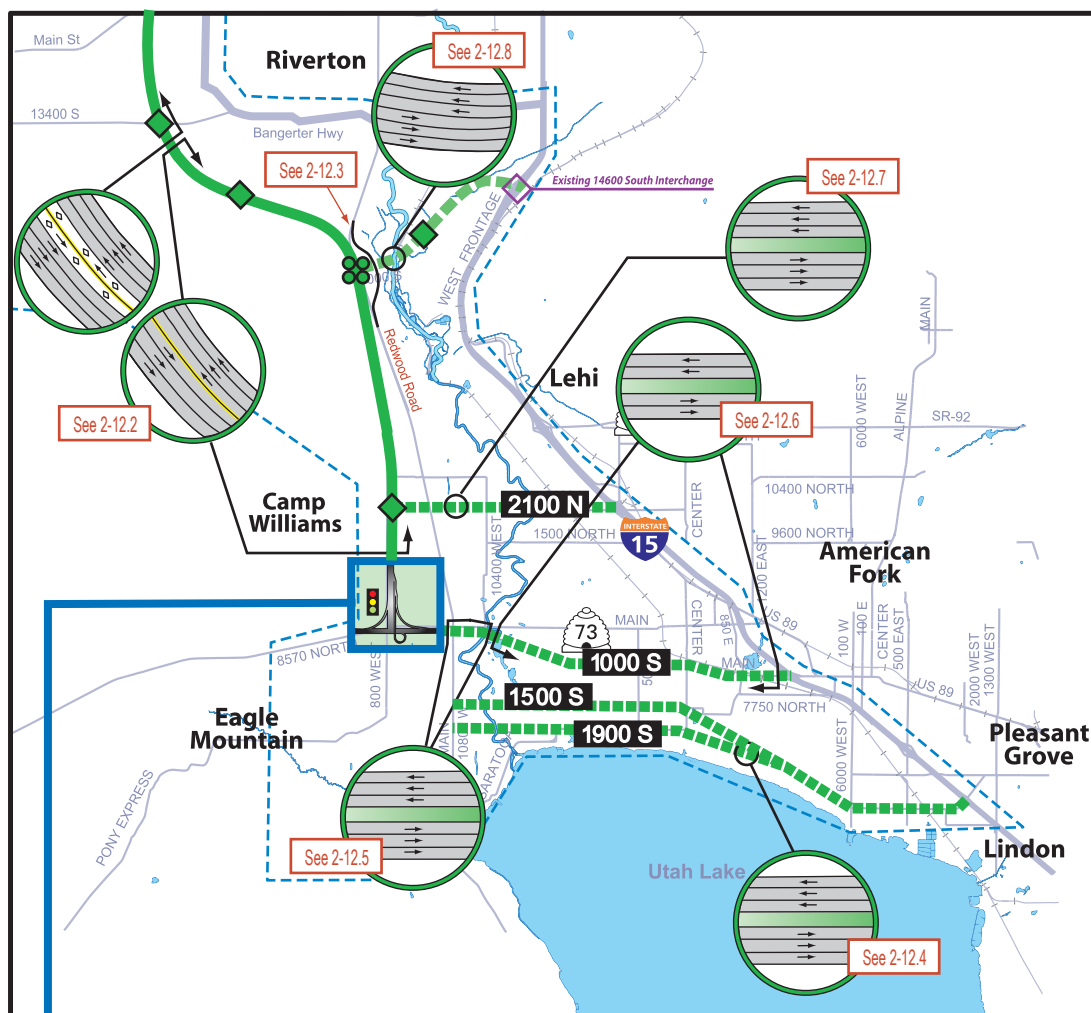 Main St
Riverton
See 2-12.8
13400 S
Bangerter Hwy
See 2-12.3
Existing 14600 South Interchange
See 2-12.7
WEST FRONTAGE
Redwood Road
MAIN
Lehi
6000 WEST
ALPINE
SR-92
See 2-12.6
See 2-12.2
Camp
Williams
10400 NORTH
2100 N
CENTER
1500 NORTH
INTERSTATE
15
9600 NORTH
American
Fork
10400 WEST
1200 EAST
US 89
850 E
100 W
100 E
CENTER
500 EAST
2000 WEST
1300 WEST
73
MAIN
CENTER
8570 NORTH
800 WEST
1000 S
MAIN
US 89
1500 S
7750 NORTH
Eagle
Mountain
1900 S
MAIN
1080 W
6000 WEST
Pleasant
Grove
PONY EXPRESS
See 2-12.5
Lindon
Utah Lake
See 2-12.4